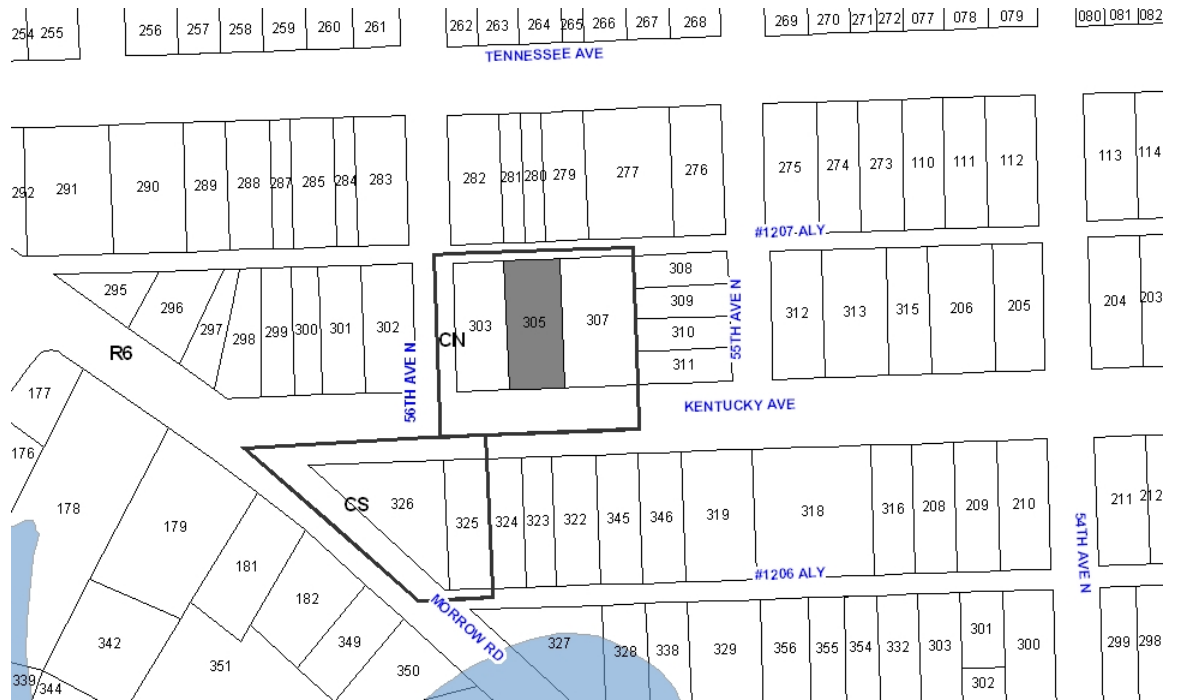 254 255 256 257 258 259 260 261 262 263 264 265 266 267 268 269 270 271 272 077 078 079 080 081 082
TENNESSEE AVE
292 291 290 289 288 287 285 284 283 282 281 280 279 277 276 275 274 273 110 111 112 113 114
#1207 ALY
295 296 297 298 299 300 301 302
56TH AVE N
CN
303 305 307
308
309
310
311
55TH AVE N
312 313 315 206 205 204 203
R6
KENTUCKY AVE
177
176
178 179 181 182
CS
326 325 324 323 322 345 346 319 318 316 208 209 210 211 212
54TH AVE N
#1206 ALY
MORROW RD
342 351 349 350
339 344
327 328 338 329 356 355 354 332 303 301 300 299 298
302